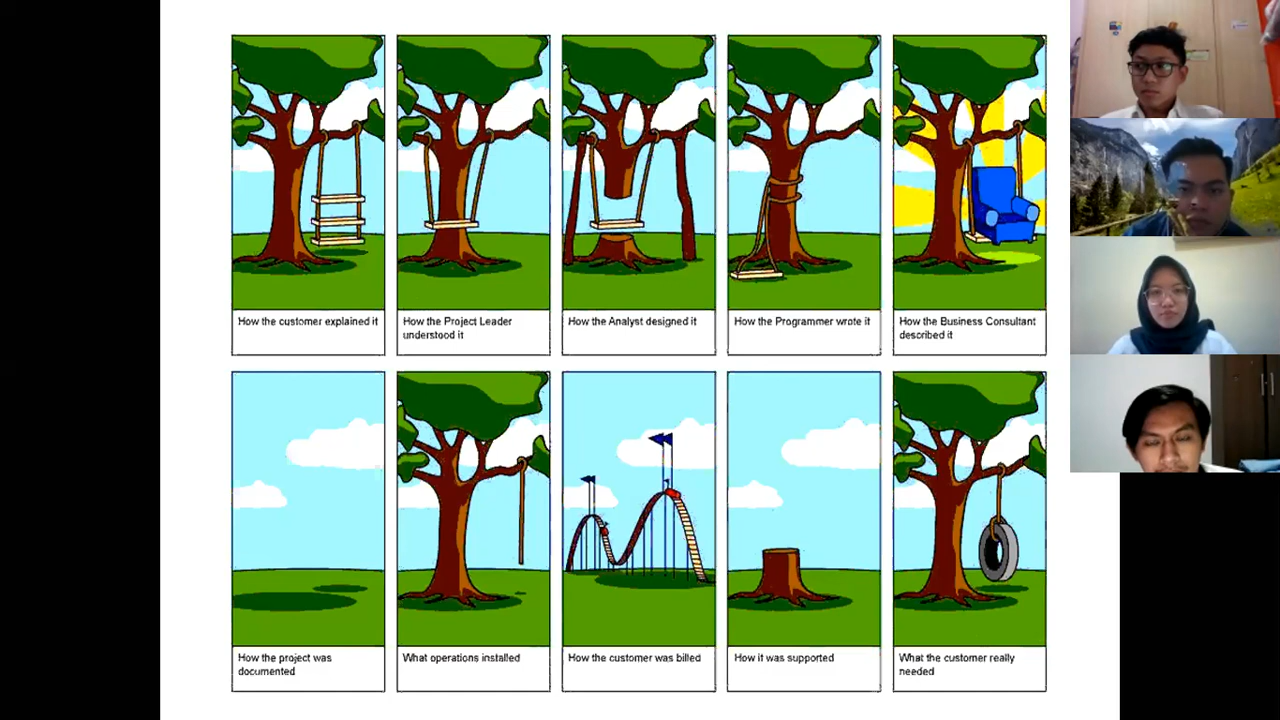 How the customer explained it
How the Project Leader
understood it
How the Analyst designed it
How the Programmer wrote it
How the Business Consultant
described it
How the project was
documented
What operations installed
How the customer was billed
How it was supported
What the customer really
needed